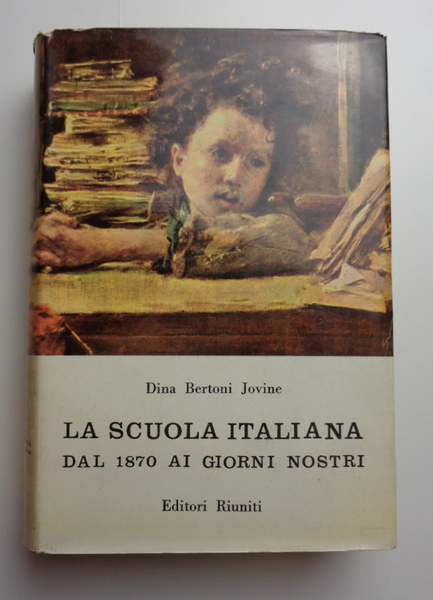 Dina Bertoni Jovine
LA SCUOLA ITALIANA
DAL 1870 AI GIORNI NOSTRI
Editori Riuniti